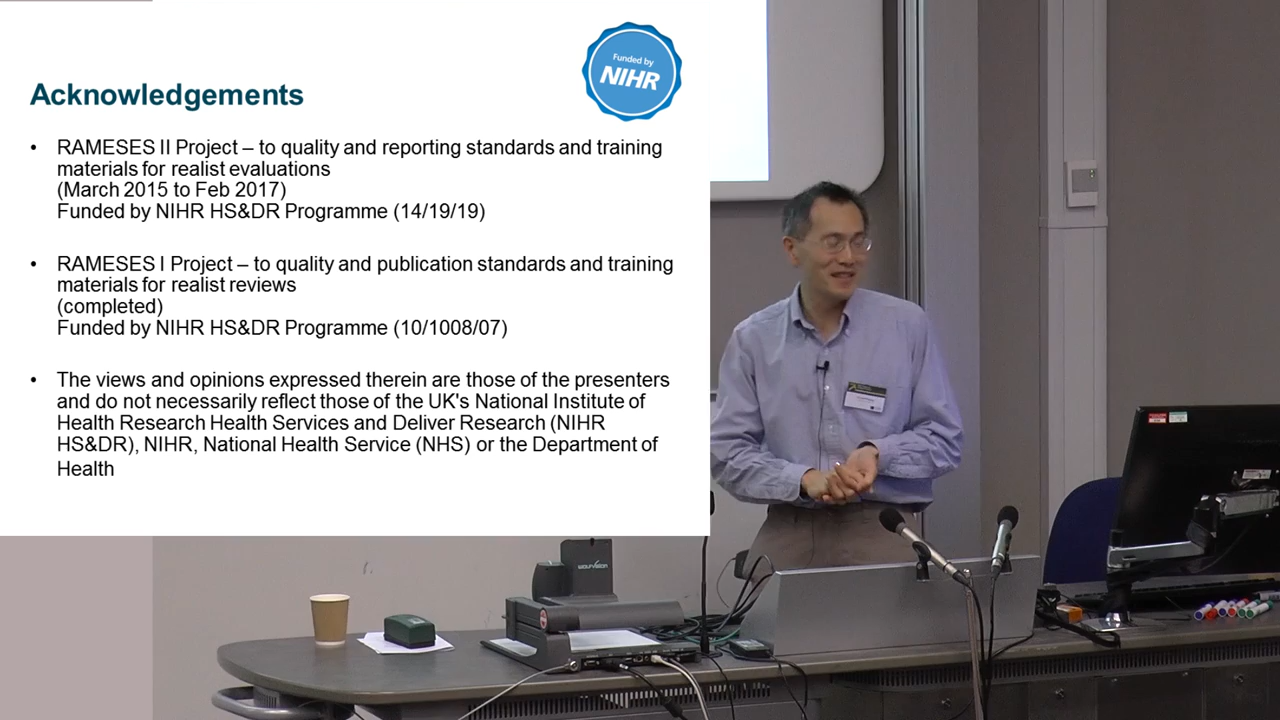 Funded by
NIHR
Acknowledgements
• RAMESES II Project – to quality and reporting standards and training
materials for realist evaluations
(March 2015 to Feb 2017)
Funded by NIHR HS&DR Programme (14/19/19)
• RAMESES I Project – to quality and publication standards and training
materials for realist reviews
(completed)
Funded by NIHR HS&DR Programme (10/1008/07)
• The views and opinions expressed therein are those of the presenters
and do not necessarily reflect those of the UK's National Institute of
Health Research Health Services and Deliver Research (NIHR
HS&DR), NIHR, National Health Service (NHS) or the Department of
Health
wolfvision